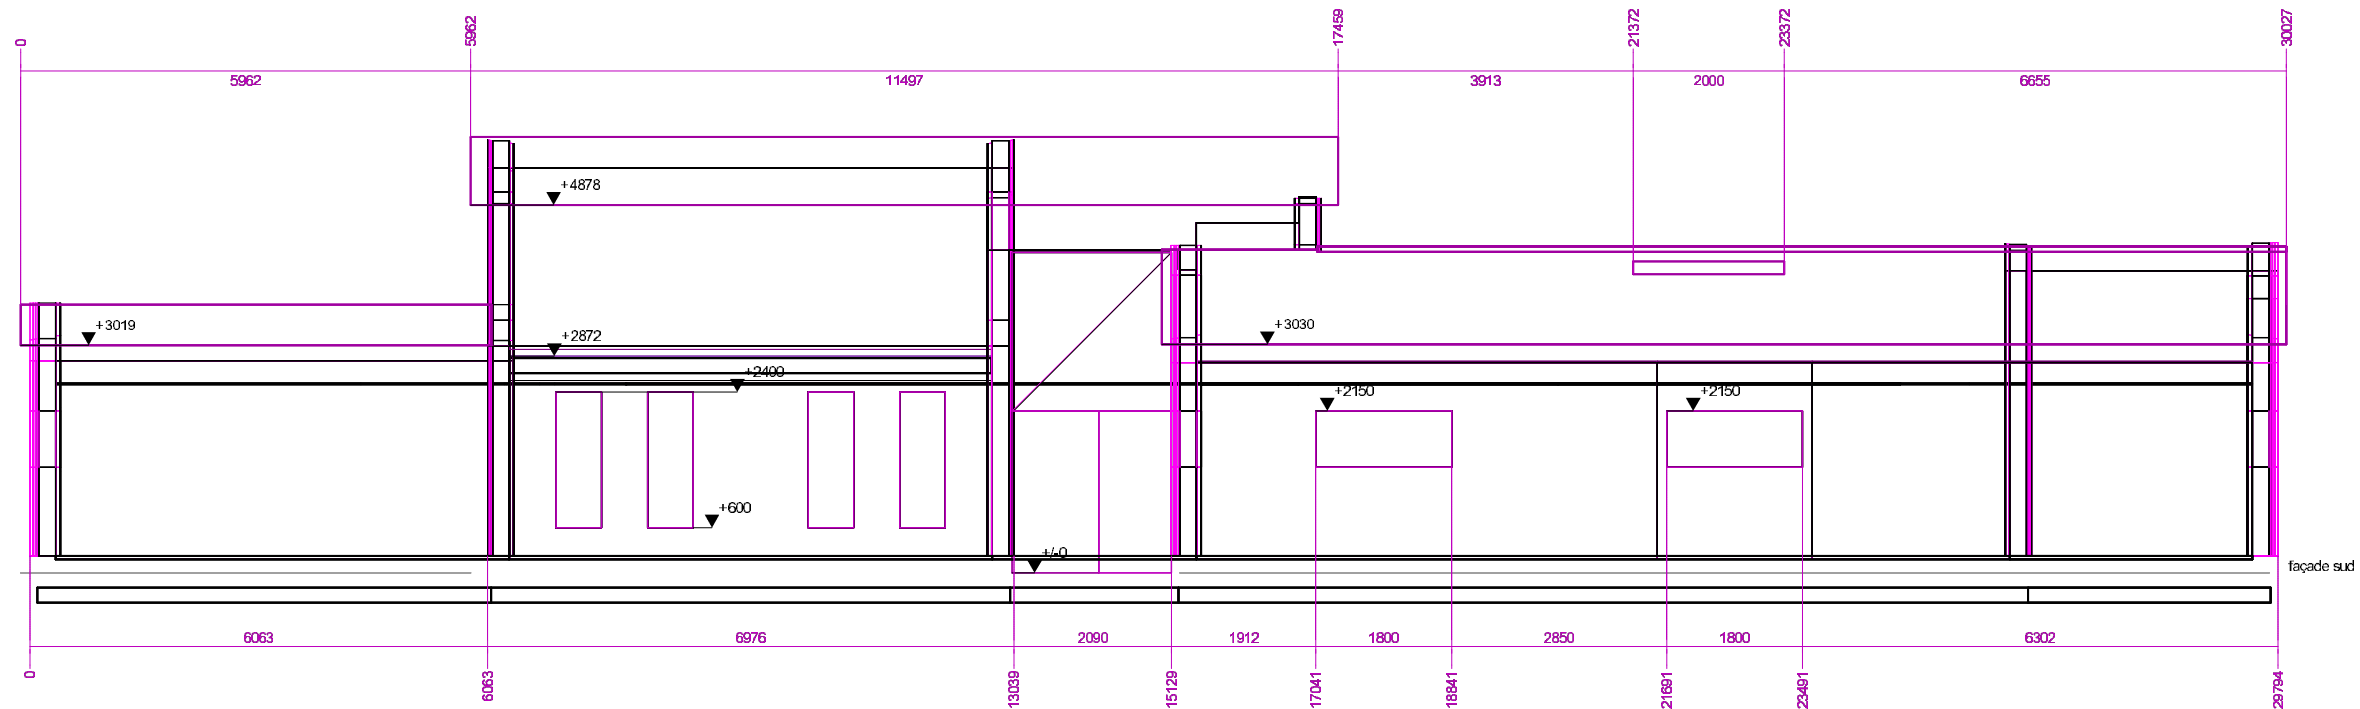 0 5962 17459 21372 23372 30027
5962 11497 3913 2000 6655
+4878
+3019 +2872 +3030
+2400
+2150 +2150
+600
+/-0
façade sud
6063 6976 2090 1912 1800 2850 1800 6302
0 6063 13039 15129 17041 18841 21691 23491 29794